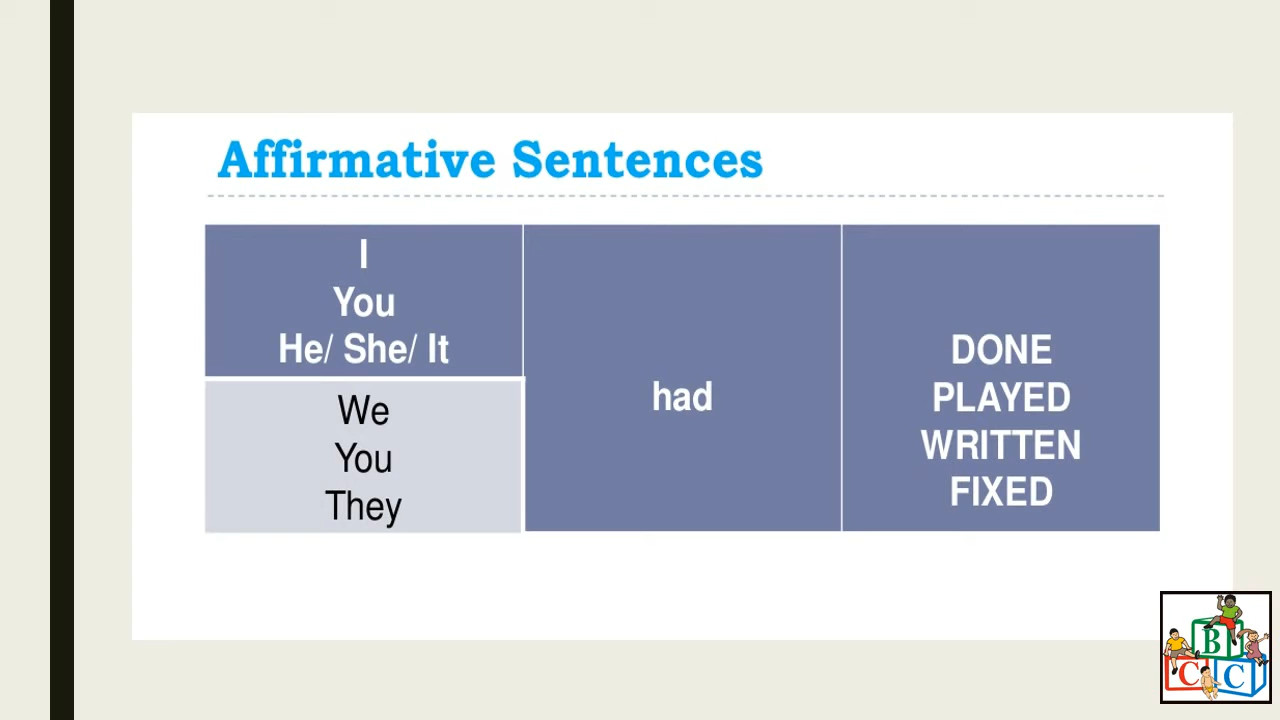 Affirmative Sentences
I
You
He/ She/ It
We
You
They
had
DONE
PLAYED
WRITTEN
FIXED
B
C C